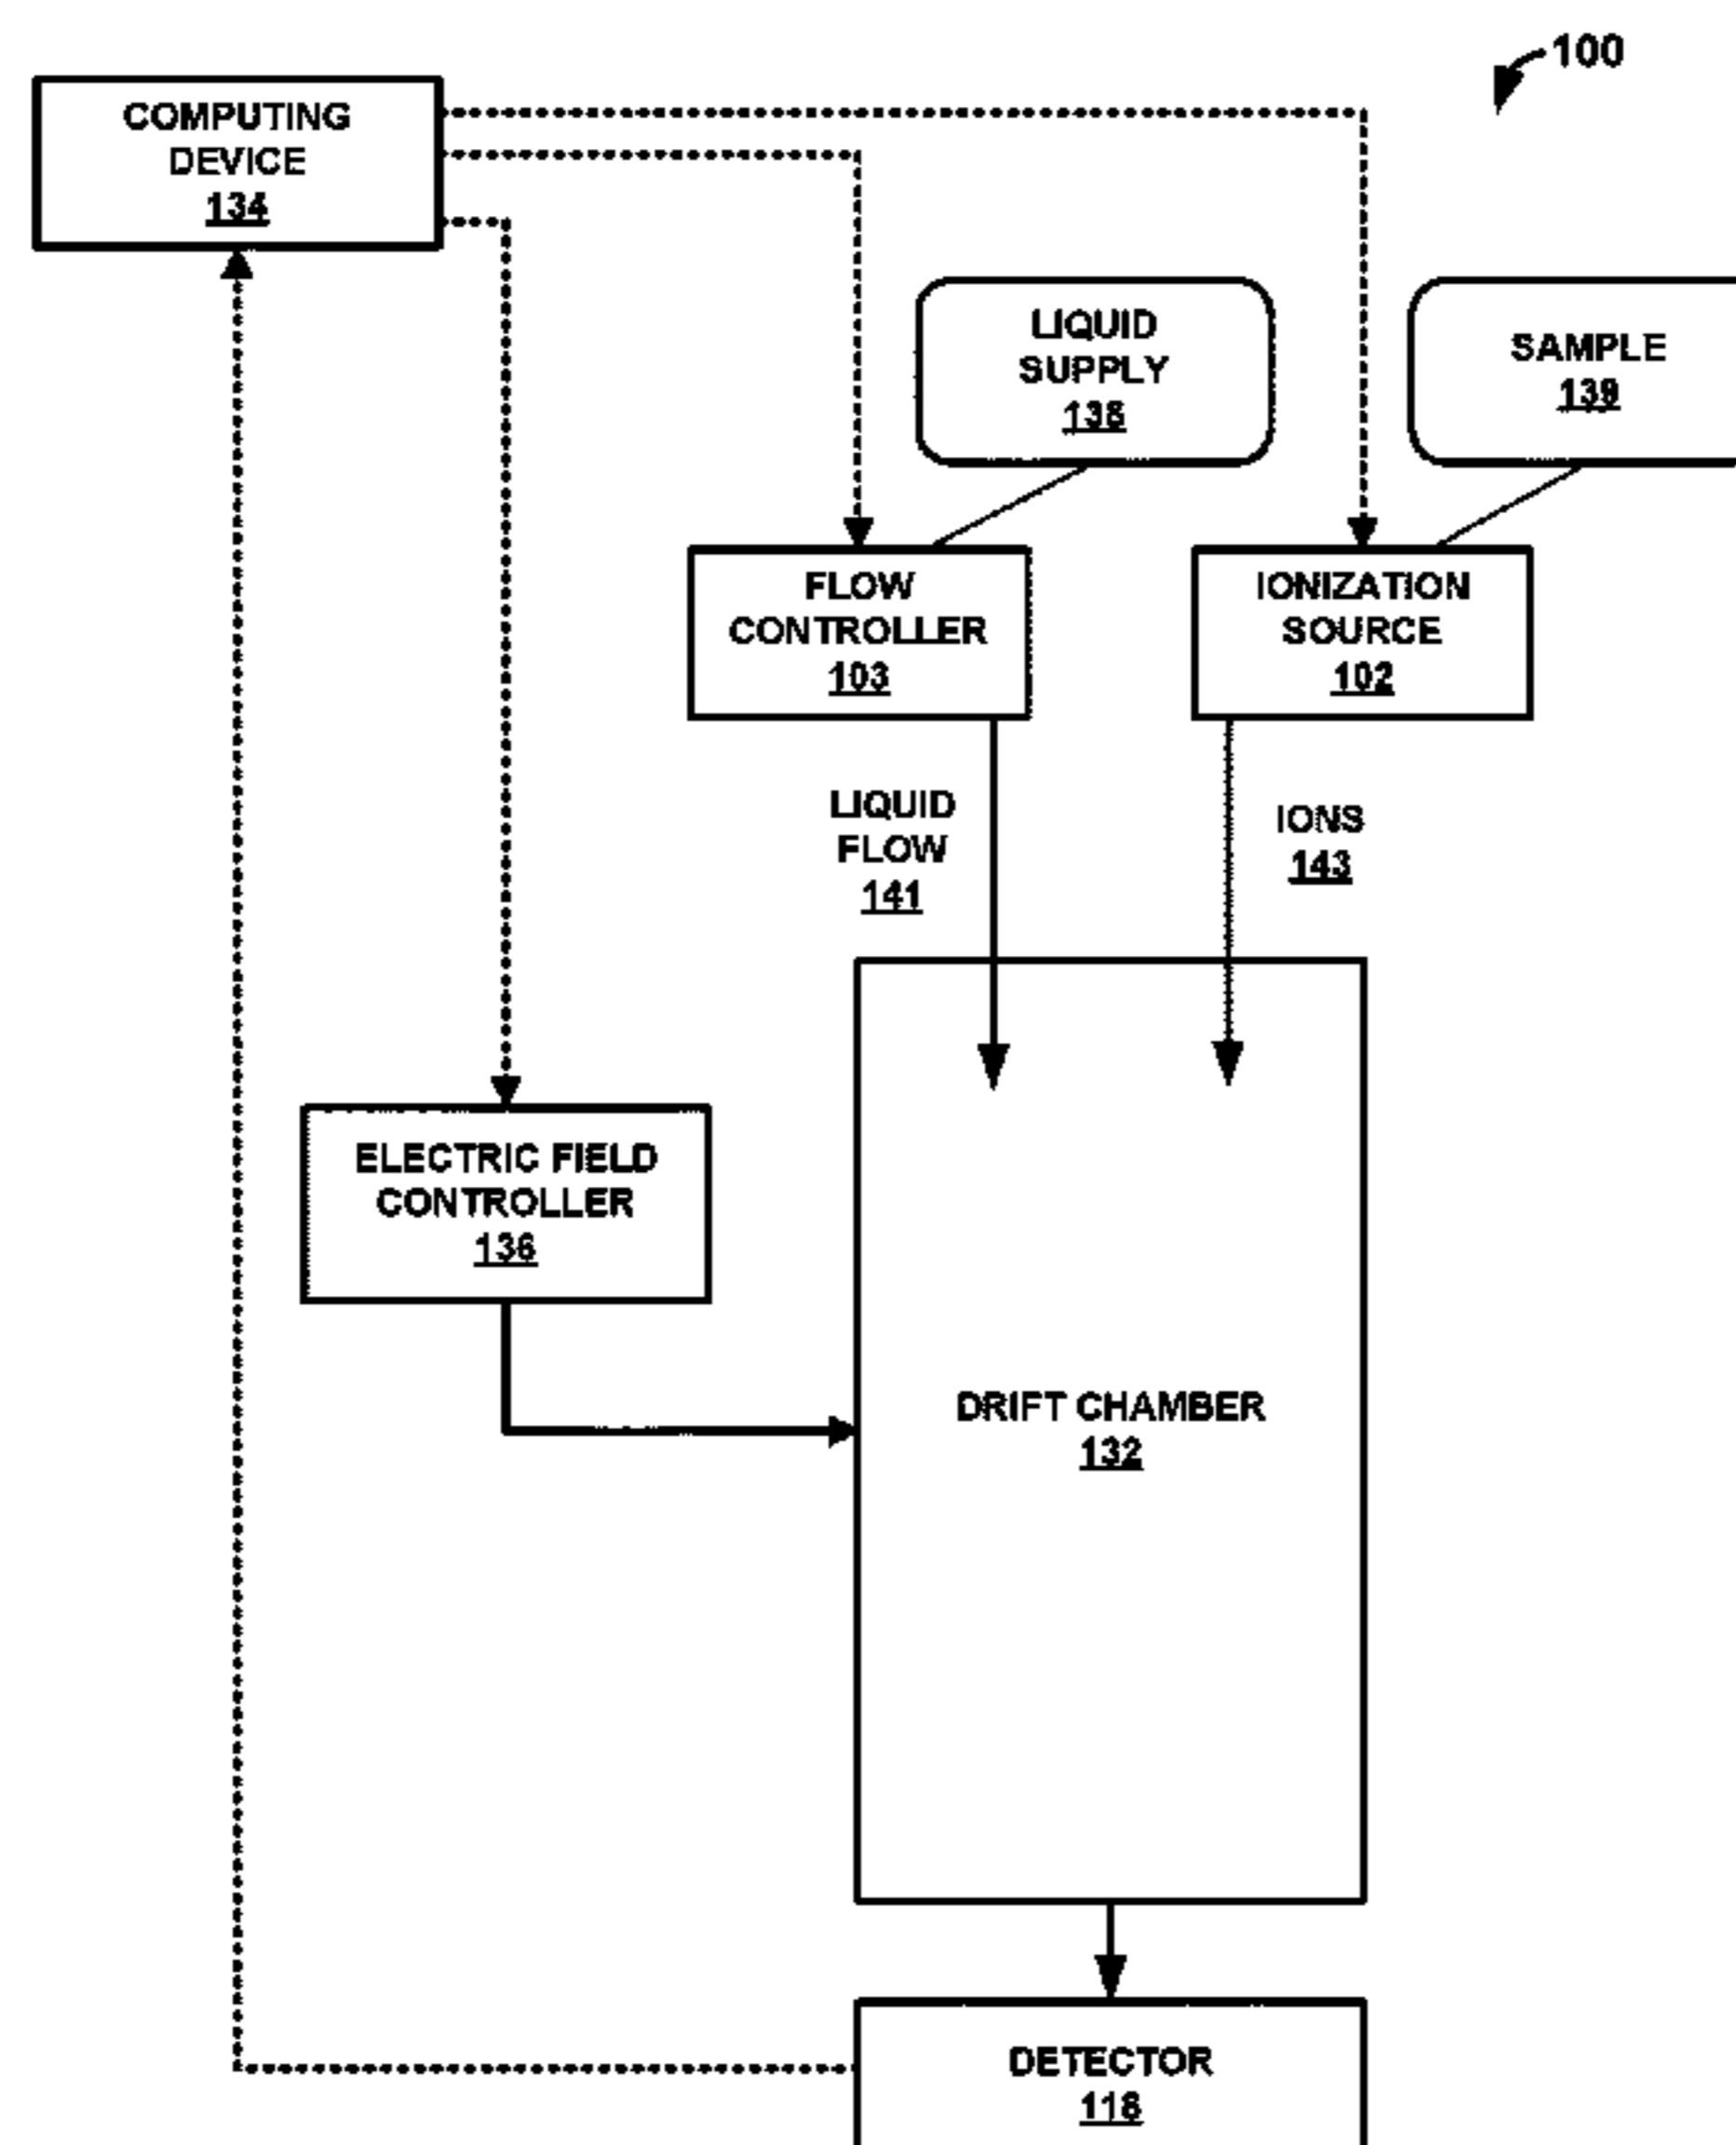 100
COMPUTING
DEVICE
134
LIQUID
SUPPLY
138
SAMPLE
139
FLOW
CONTROLLER
103
IONIZATION
SOURCE
102
LIQUID
FLOW
141
IONS
143
ELECTRIC FIELD
CONTROLLER
136
DRIFT CHAMBER
132
DETECTOR
118